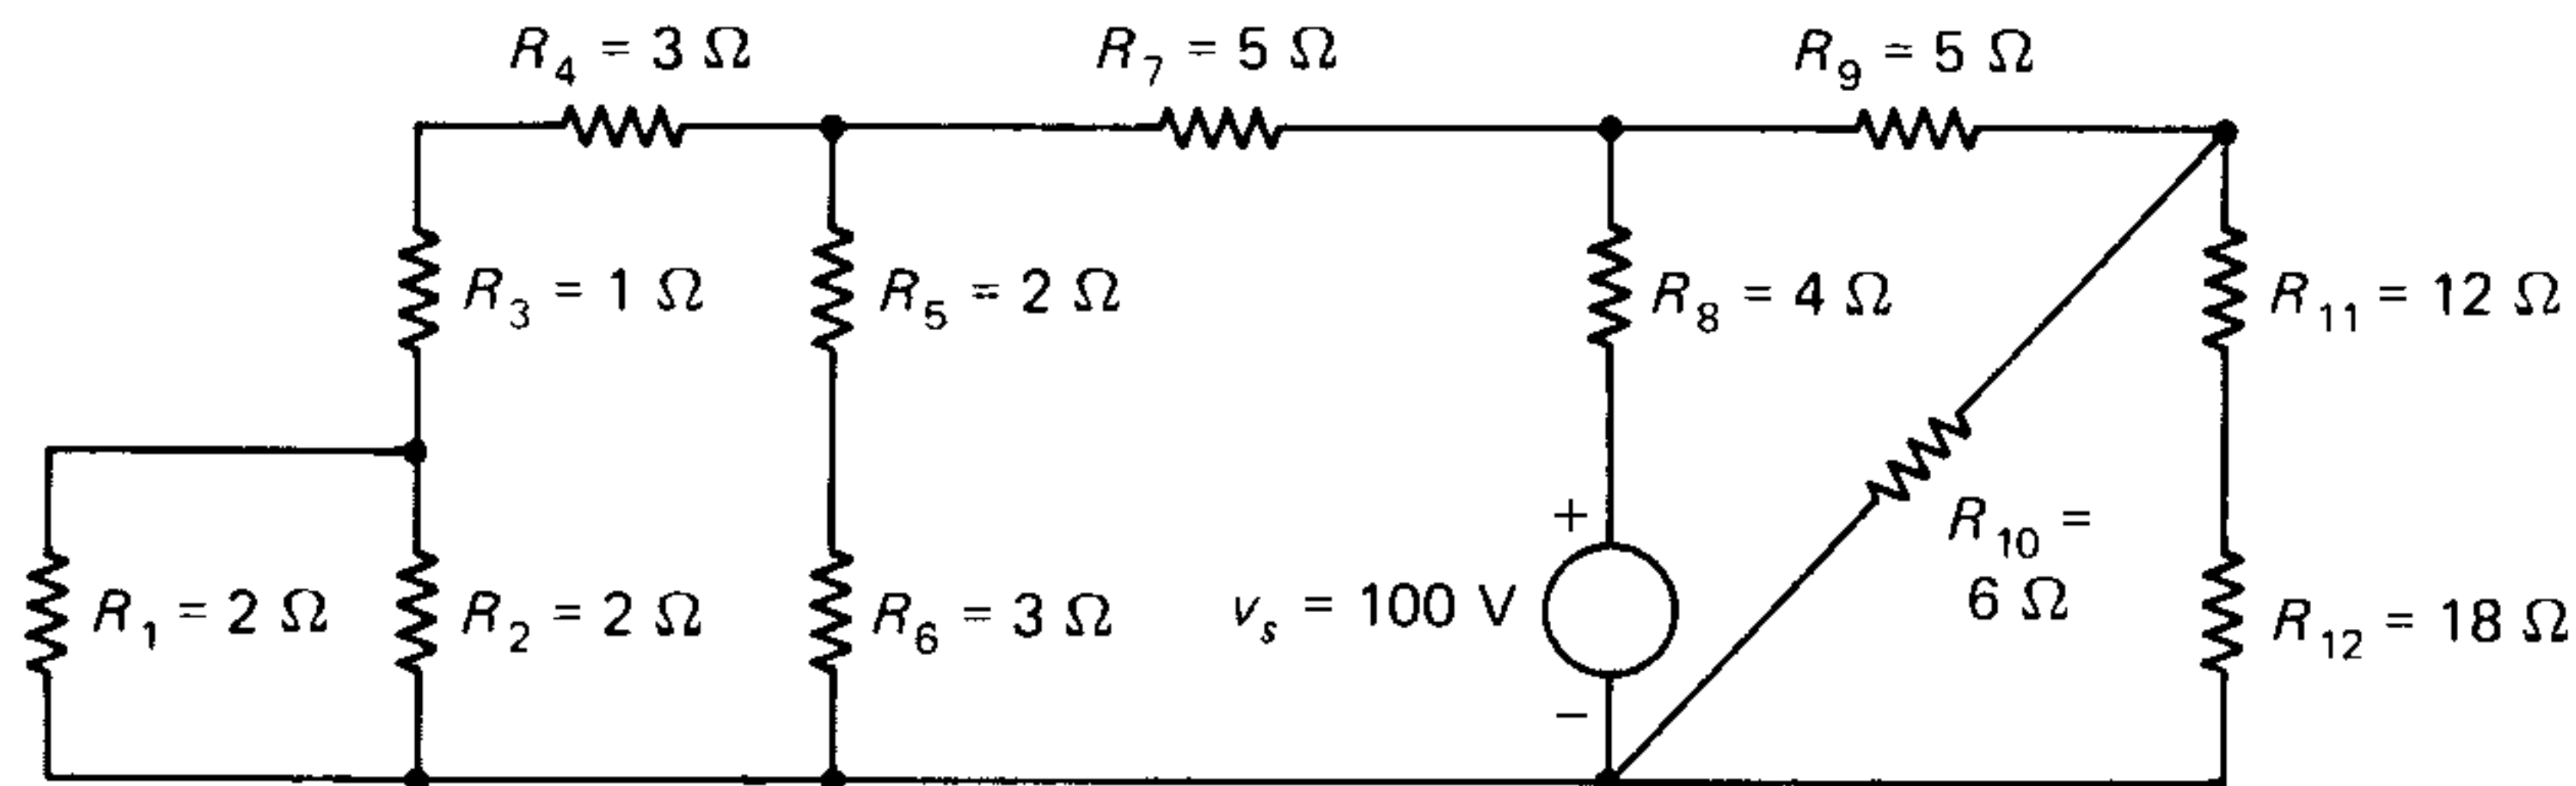 R₄ = 3 Ω
R₇ = 5 Ω
R₉ = 5 Ω
R₃ = 1 Ω
R₅ = 2 Ω
R₈ = 4 Ω
R₁₁ = 12 Ω
+
R₁₀ =
6 Ω
R₁ = 2 Ω
R₂ = 2 Ω
R₆ = 3 Ω
vₛ = 100 V
R₁₂ = 18 Ω
−